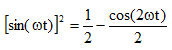 [sin( ωt)]² = 1/2 - cos(2ωt)/2